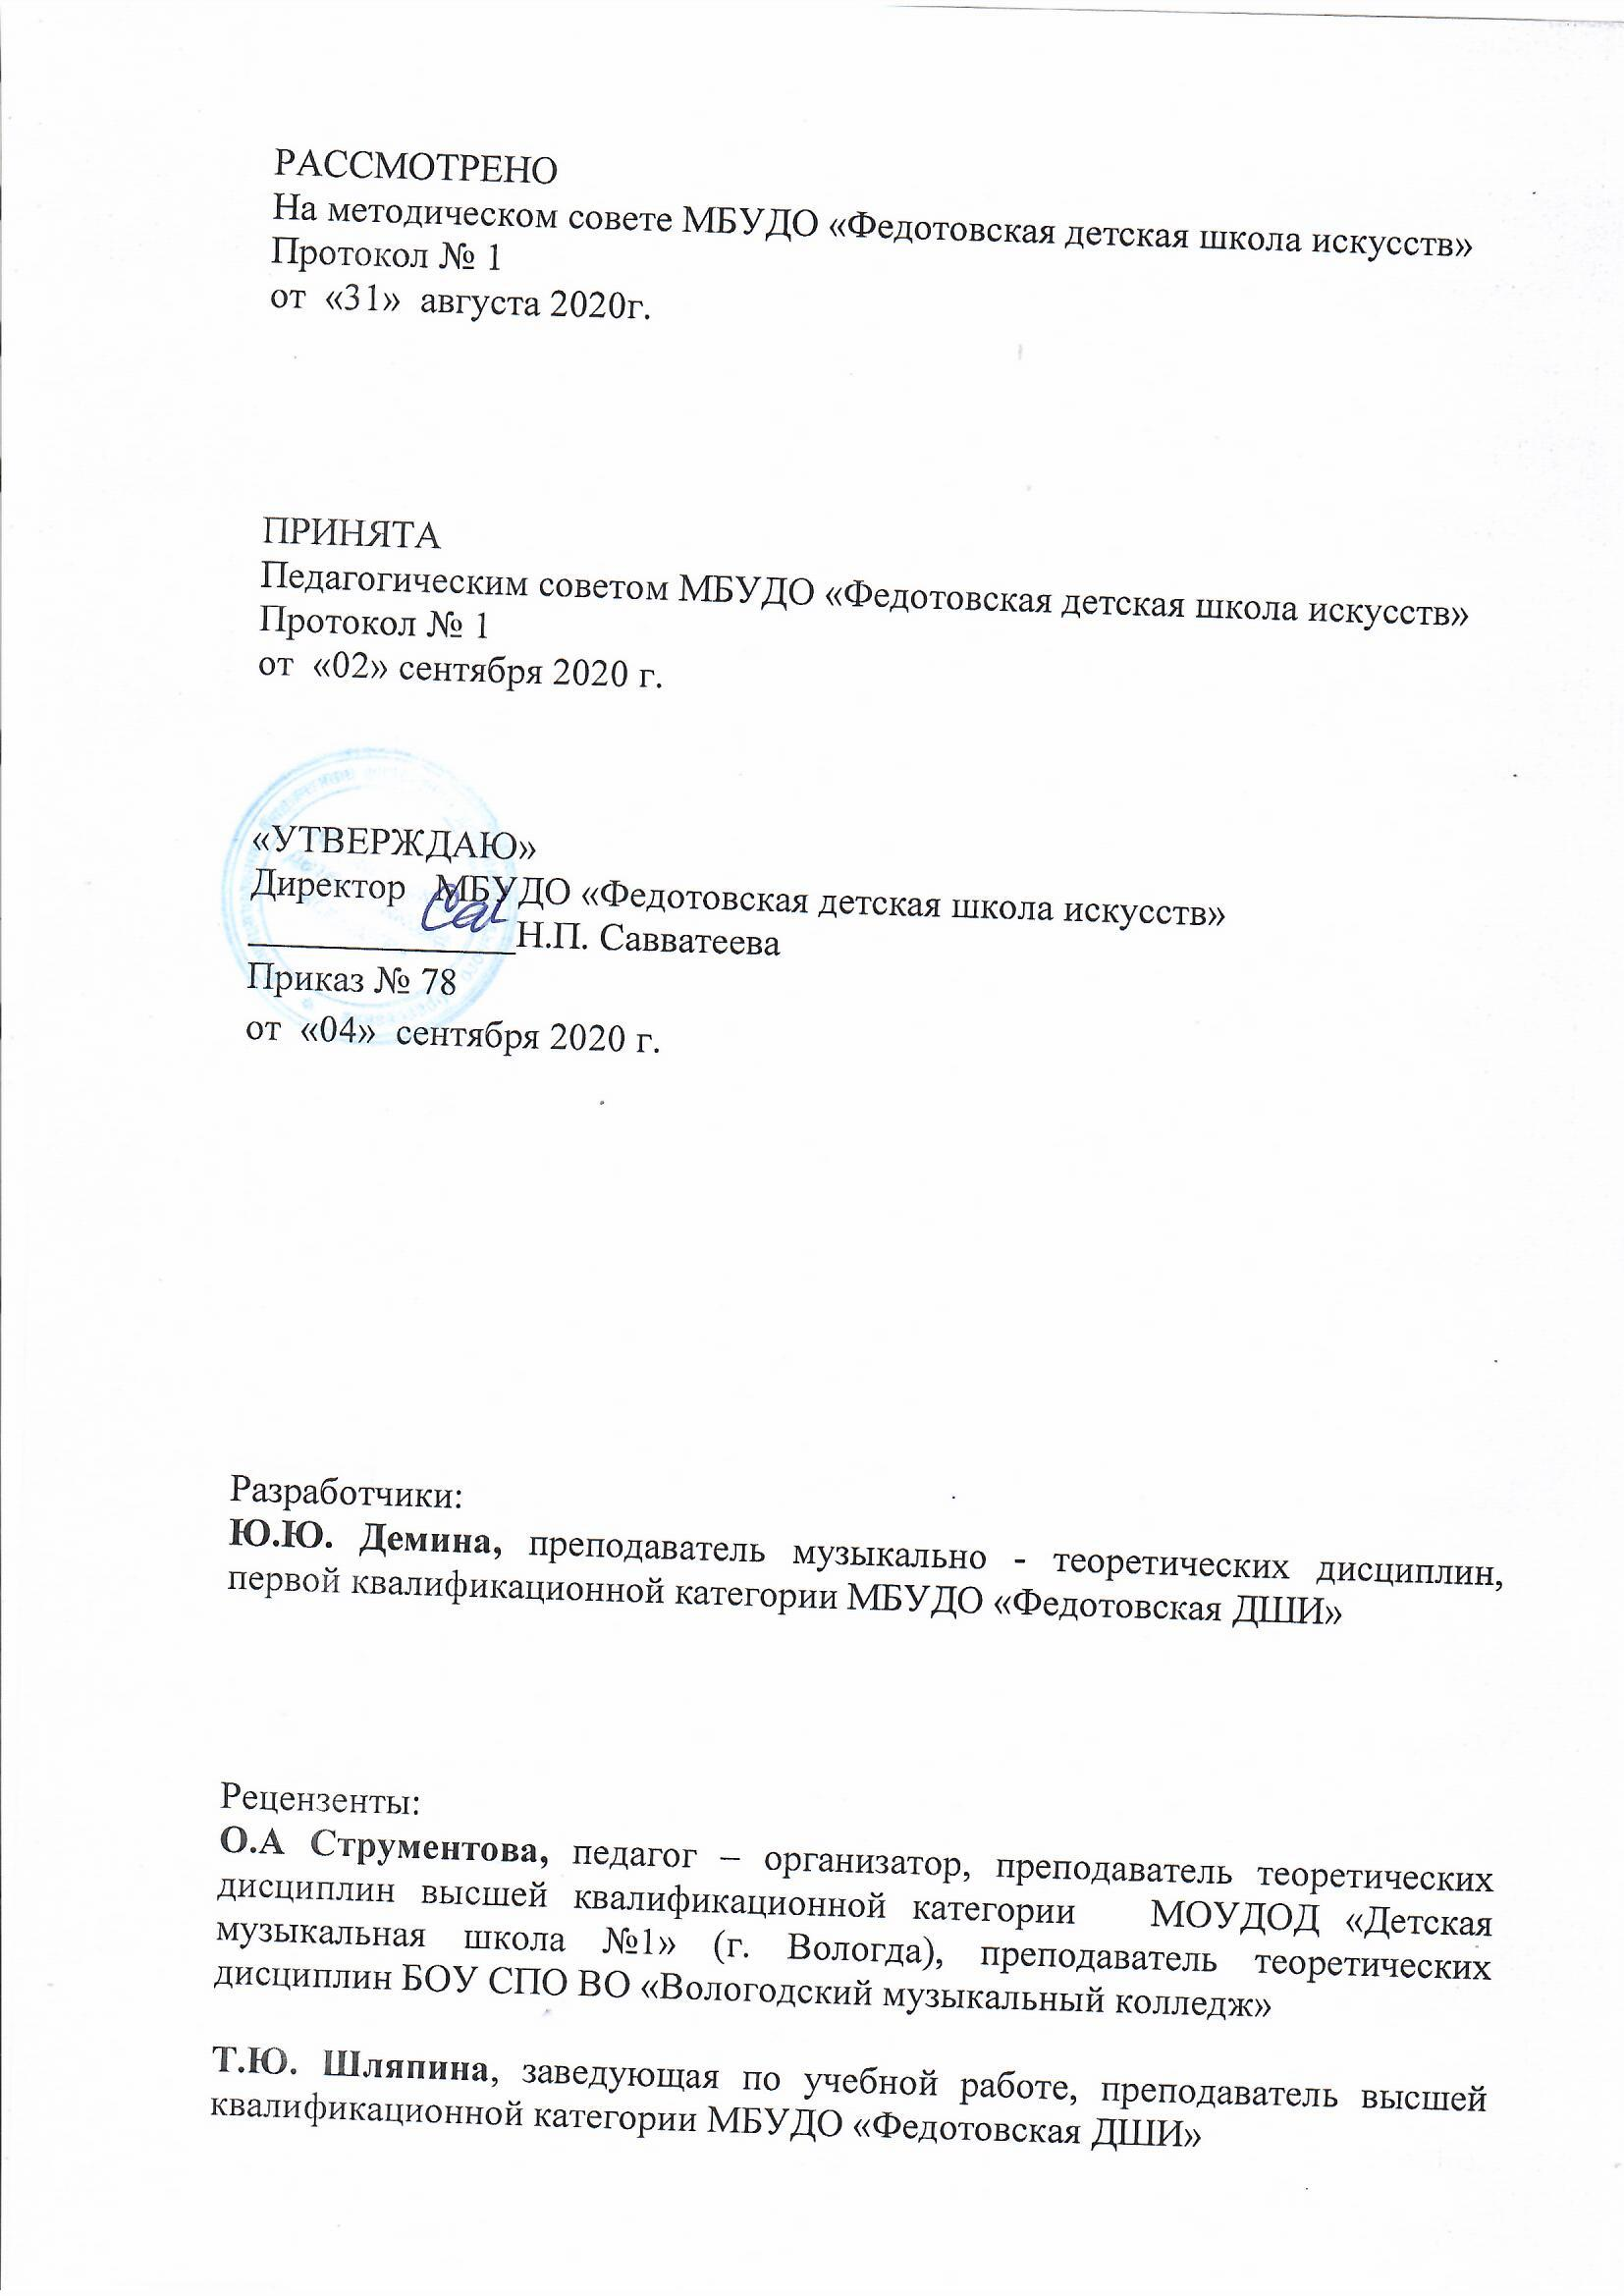 РАССМОТРЕНО
На методическом совете МБУДО «Федотовская детская школа искусств»
Протокол № 1
от «31» августа 2020г.
ПРИНЯТА
Педагогическим советом МБУДО «Федотовская детская школа искусств»
Протокол № 1
от «02» сентября 2020 г.
«УТВЕРЖДАЮ»
Директор МБУДО «Федотовская детская школа искусств»
______________Н.П. Савватеева
Приказ № 78
от «04» сентября 2020 г.
Разработчики:
Ю.Ю. Демина, преподаватель музыкально - теоретических дисциплин,
первой квалификационной категории МБУДО «Федотовская ДШИ»
Рецензенты:
О.А Струментова, педагог – организатор, преподаватель теоретических
дисциплин высшей квалификационной категории МОУДОД «Детская
музыкальная школа №1» (г. Вологда), преподаватель теоретических
дисциплин БОУ СПО ВО «Вологодский музыкальный колледж»
Т.Ю. Шляпина, заведующая по учебной работе, преподаватель высшей
квалификационной категории МБУДО «Федотовская ДШИ»